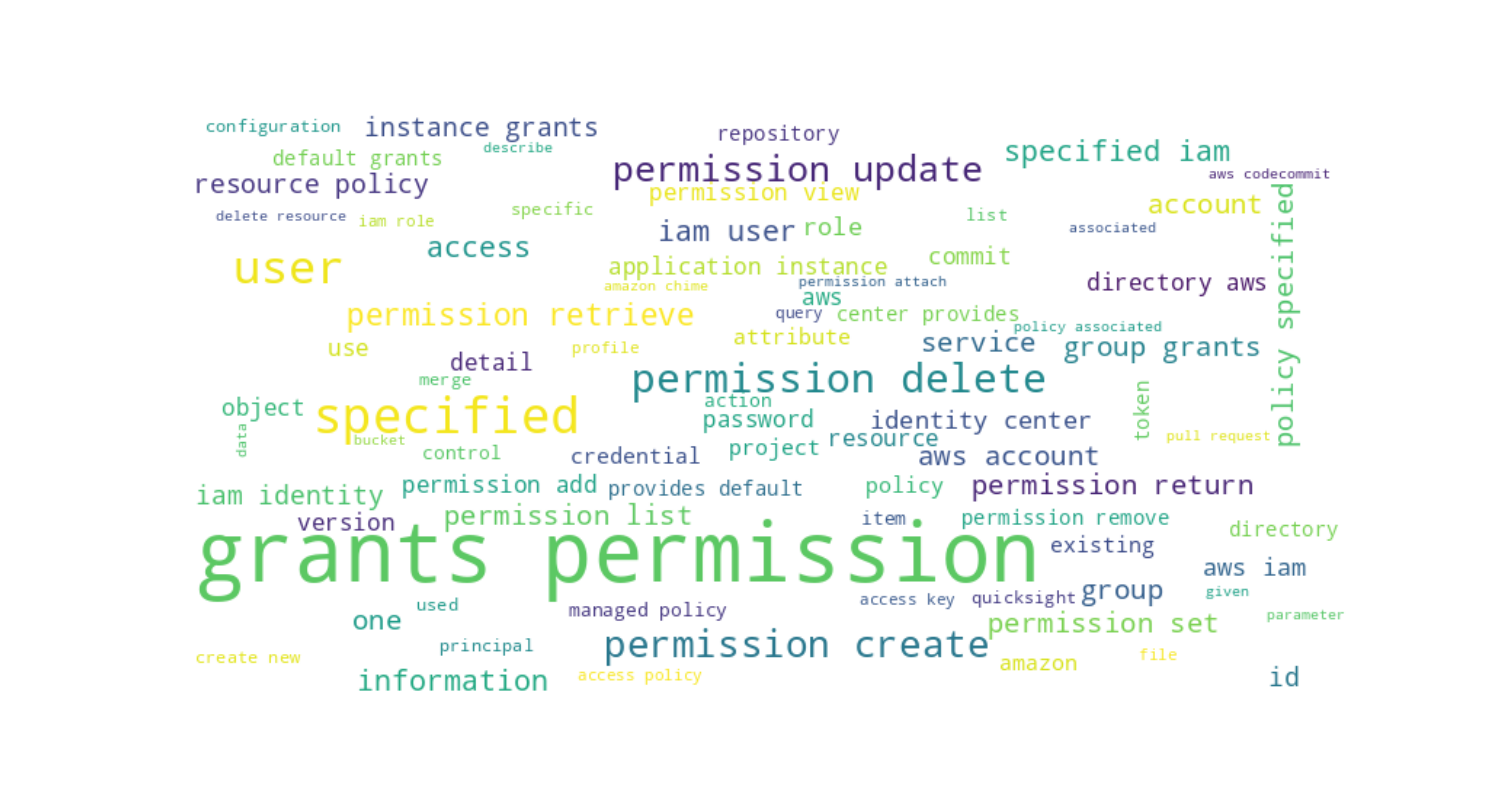 configuration
instance grants
repository
describe
default grants
permission update
specified iam
aws codecommit
resource policy
permission view
account
delete resource
iam role
specific
list
associated
iam user
role
access
commit
user
application instance
permission attach
directory aws
policy specified
amazon chime
aws
permission retrieve
query
center provides
policy associated
use
profile
attribute
service
group grants
detail
merge
permission delete
action
object
specified
password
identity center
token
data
bucket
control
credential
project
resource
pull request
aws account
iam identity
permission add
provides default
policy
permission return
version
permission list
item
permission remove
directory
grants permission
existing
aws iam
used
managed policy
access key
quicksight
group
given
one
permission set
parameter
principal
permission create
create new
information
access policy
amazon
file
id